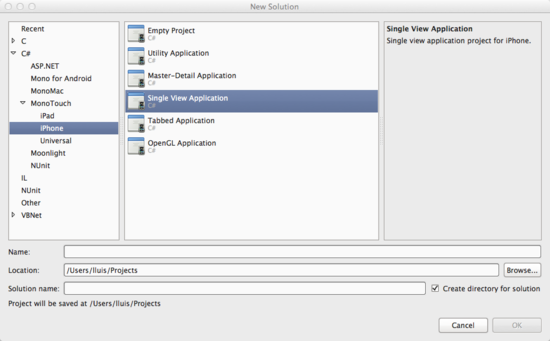 New Solution
Recent
C
C#
ASP.NET
Mono for Android
MonoMac
MonoTouch
iPad
iPhone
Universal
Moonlight
NUnit
IL
NUnit
Other
VBNet
Empty Project
C#
Utility Application
C#
Master-Detail Application
C#
Single View Application
C#
Tabbed Application
C#
OpenGL Application
C#
Single View Application
Single view application project for iPhone.
Name:
Location: /Users/lluis/Projects Browse...
Solution name: Create directory for solution
Project will be saved at /Users/lluis/Projects
Cancel OK